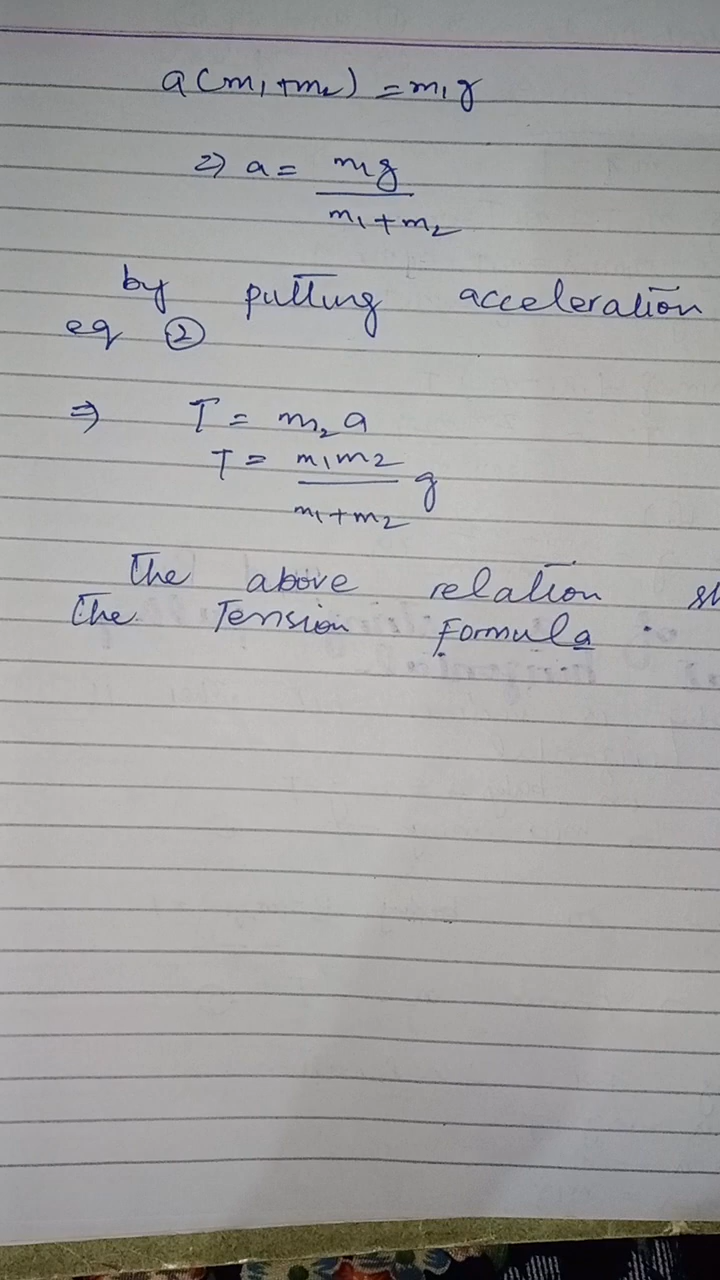 a(m₁+m₂) = m₁g
⇒ a = mg
m₁+m₂
by putting acceleration
eq ②
⇒ T = m₂a
T = m₁m₂ g
m₁+m₂
The above relation
The Tension Formula.